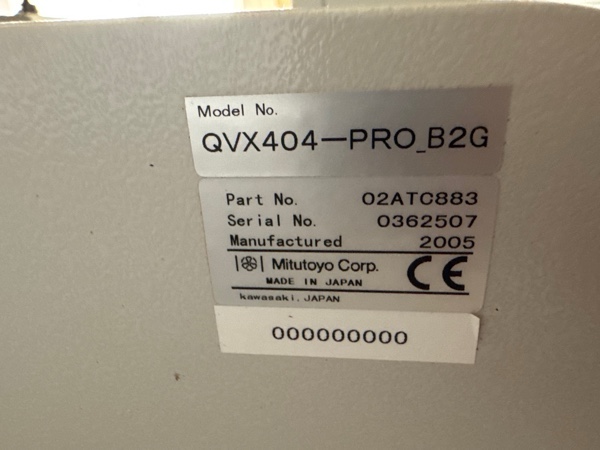 Model No.
QVX404-PRO_B2G
Part No. 02ATC883
Serial No. 0362507
Manufactured 2005
Mitutoyo Corp. CE
MADE IN JAPAN
kawasaki, JAPAN
000000000